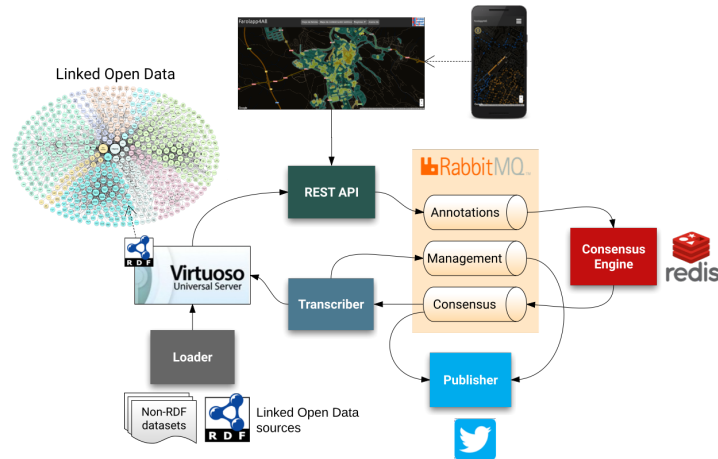 Farolapp4All
Linked Open Data
RabbitMQ
REST API
Annotations
RDF
Virtuoso
Universal Server
Transcriber
Management
Consensus
Engine
redis
Consensus
Loader
Publisher
Non-RDF
datasets
RDF
Linked Open Data
sources